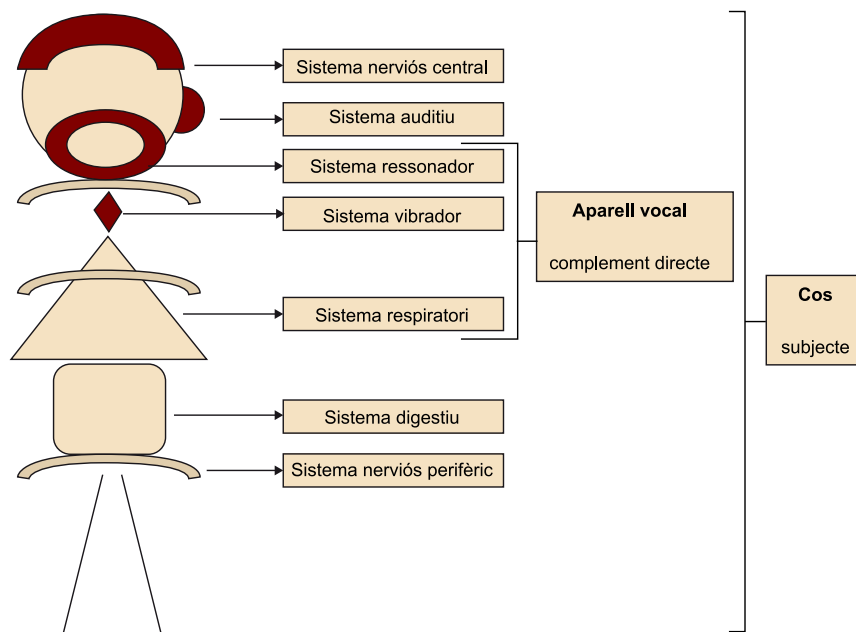 Sistema nerviós central
Sistema auditiu
Sistema ressonador
Sistema vibrador
Sistema respiratori
Sistema digestiu
Sistema nerviós perifèric
Aparell vocal
complement directe
Cos
subjecte